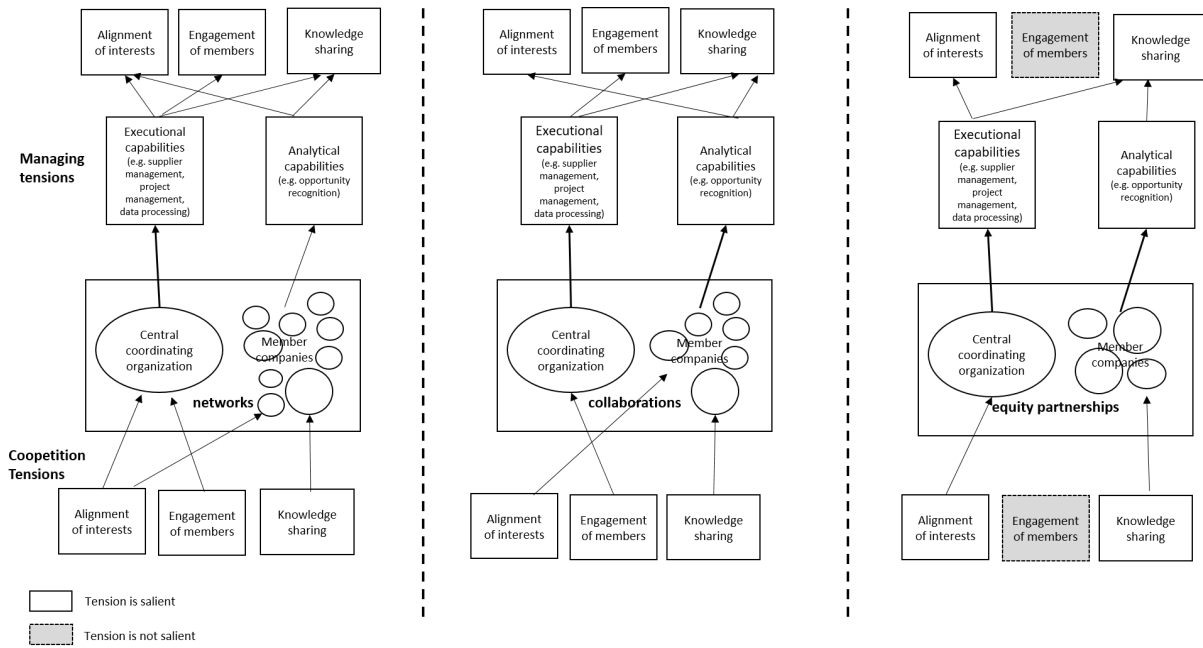 Alignment
of interests
Engagement
of members
Knowledge
sharing
Managing
tensions
Executional
capabilities
(e.g. supplier
management,
project
management,
data processing)
Analytical
capabilities
(e.g. opportunity
recognition)
Central
coordinating
organization
Member
companies
networks
Coopetition
Tensions
Alignment
of interests
Engagement
of members
Knowledge
sharing
Alignment
of interests
Engagement
of members
Knowledge
sharing
Executional
capabilities
(e.g. supplier
management,
project
management,
data processing)
Analytical
capabilities
(e.g. opportunity
recognition)
Central
coordinating
organization
Member
companies
collaborations
Alignment
of interests
Engagement
of members
Knowledge
sharing
Alignment
of interests
Engagement
of members
Knowledge
sharing
Executional
capabilities
(e.g. supplier
management,
project
management,
data processing)
Analytical
capabilities
(e.g. opportunity
recognition)
Central
coordinating
organization
Member
companies
equity partnerships
Alignment
of interests
Engagement
of members
Knowledge
sharing
Tension is salient
Tension is not salient